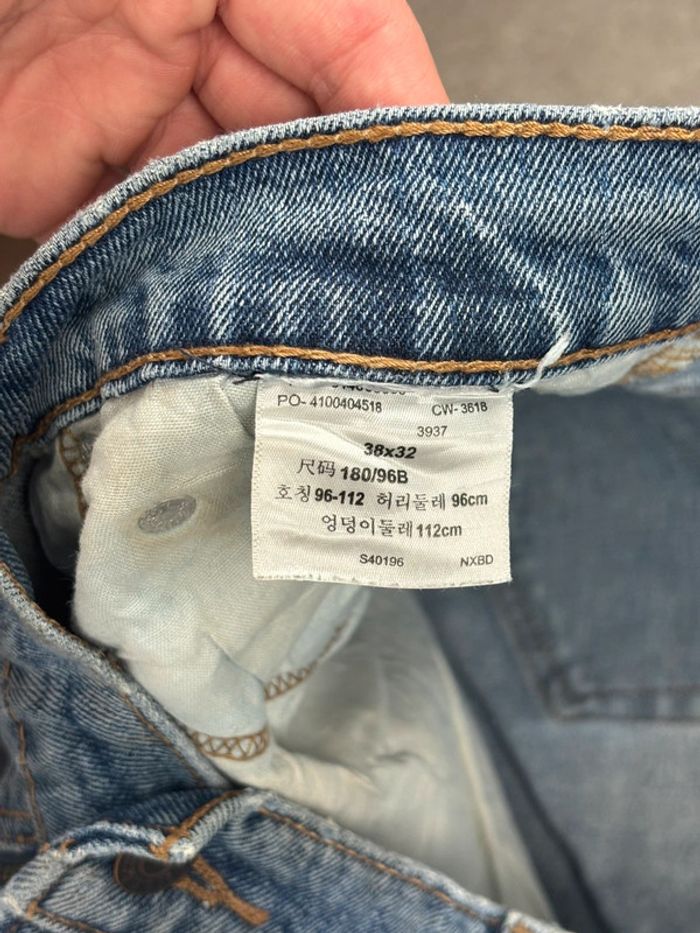 PO- 4100404518 CW- 3618
3937
38x32
尺码 180/96B
호칭 96-112 허리둘레 96cm
엉덩이둘레 112cm
S40196 NXBD